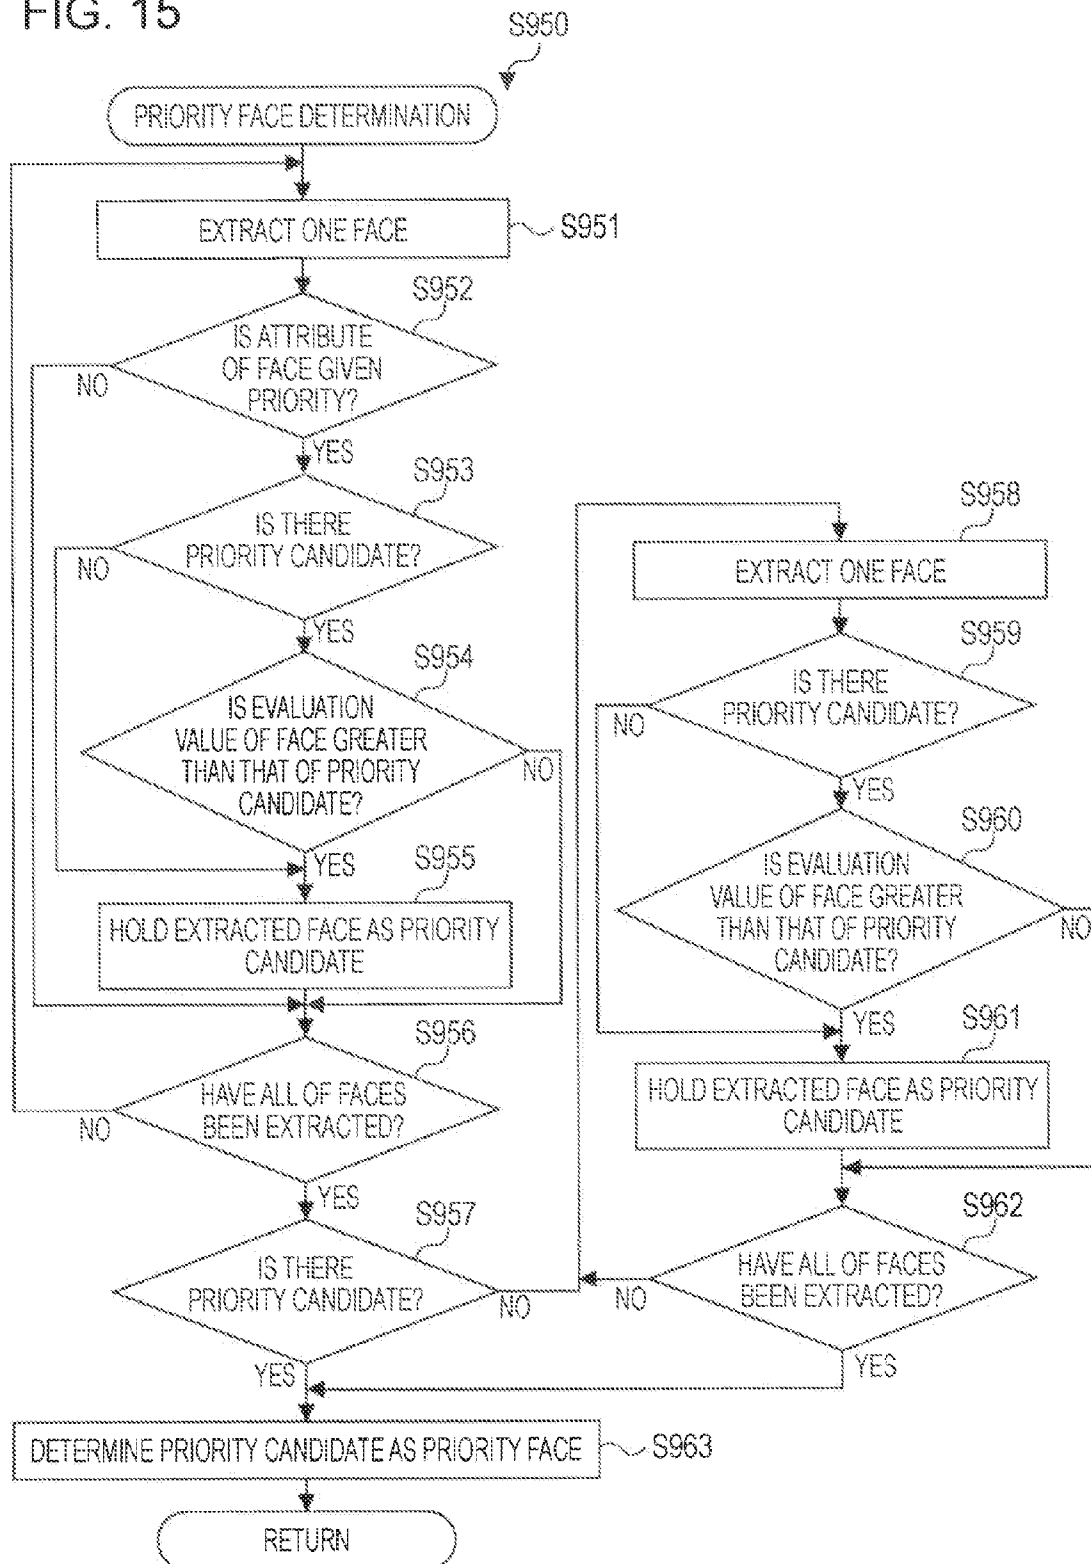 FIG. 15
S950
PRIORITY FACE DETERMINATION
EXTRACT ONE FACE
S951
S952
IS ATTRIBUTE
OF FACE GIVEN
PRIORITY?
NO
YES
S953
IS THERE
PRIORITY CANDIDATE?
NO
YES
S954
IS EVALUATION
VALUE OF FACE GREATER
THAN THAT OF PRIORITY
CANDIDATE?
NO
YES
S955
HOLD EXTRACTED FACE AS PRIORITY
CANDIDATE
S956
HAVE ALL OF FACES
BEEN EXTRACTED?
NO
YES
S957
IS THERE
PRIORITY CANDIDATE?
NO
YES
S958
EXTRACT ONE FACE
S959
IS THERE
PRIORITY CANDIDATE?
NO
YES
S960
IS EVALUATION
VALUE OF FACE GREATER
THAN THAT OF PRIORITY
CANDIDATE?
NO
YES
S961
HOLD EXTRACTED FACE AS PRIORITY
CANDIDATE
S962
HAVE ALL OF FACES
BEEN EXTRACTED?
NO
YES
DETERMINE PRIORITY CANDIDATE AS PRIORITY FACE
S963
RETURN